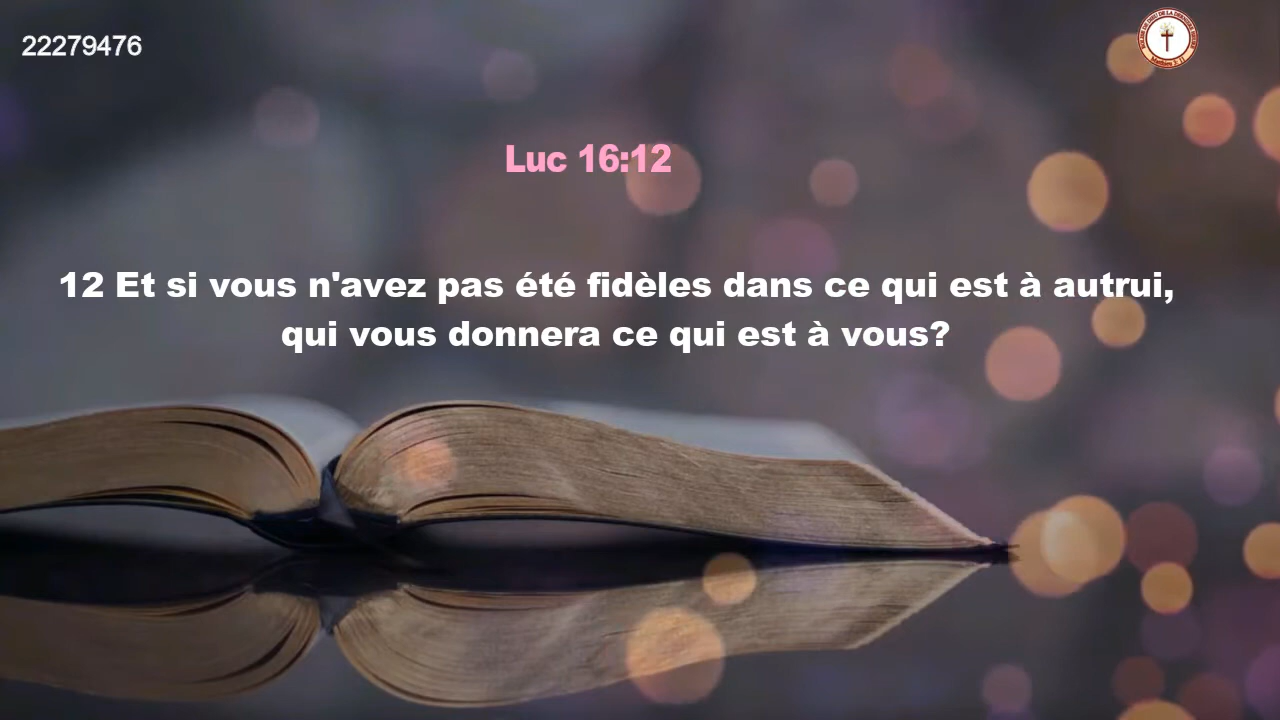 22279476
Luc 16:12
12 Et si vous n'avez pas été fidèles dans ce qui est à autrui,
qui vous donnera ce qui est à vous?